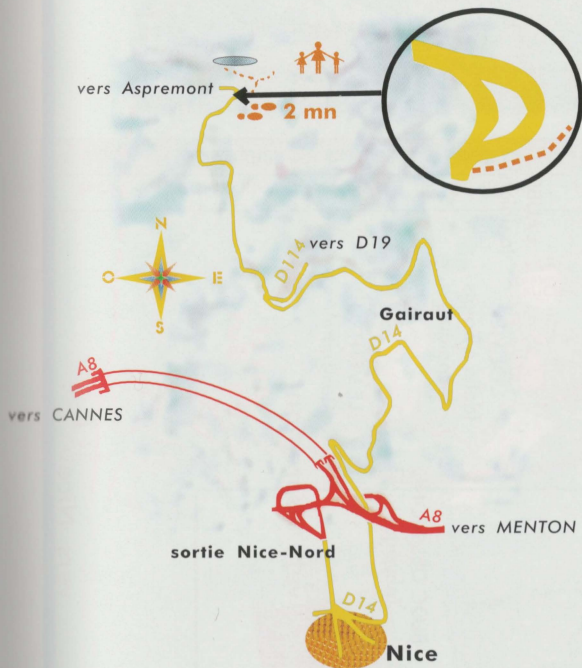 vers Aspremont
2 mn
vers D19
D114
N
O
E
S
Gairaut
D14
A8
vers CANNES
A8
vers MENTON
sortie Nice-Nord
D14
Nice